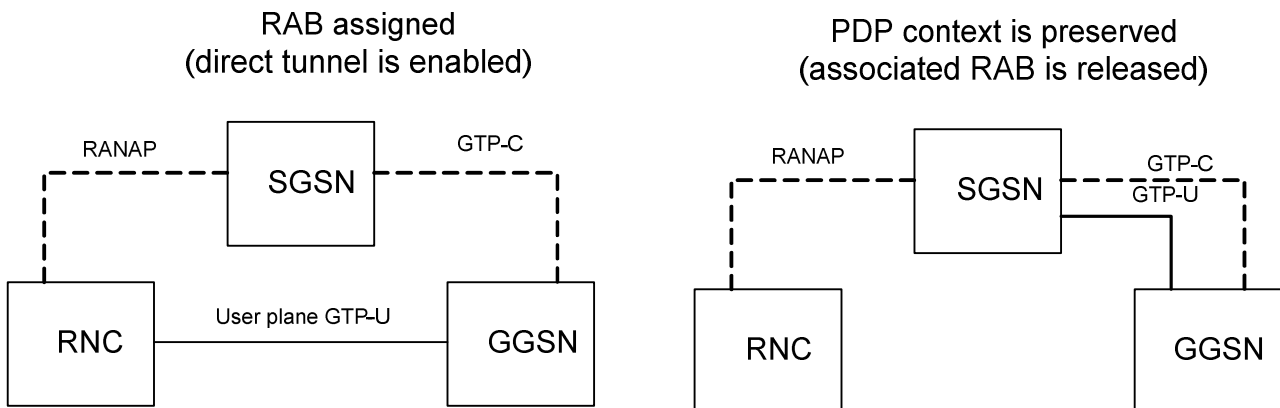 RAB assigned
(direct tunnel is enabled)
RANAP
GTP-C
SGSN
User plane GTP-U
RNC
GGSN
PDP context is preserved
(associated RAB is released)
RANAP
GTP-C
SGSN
GTP-U
RNC
GGSN